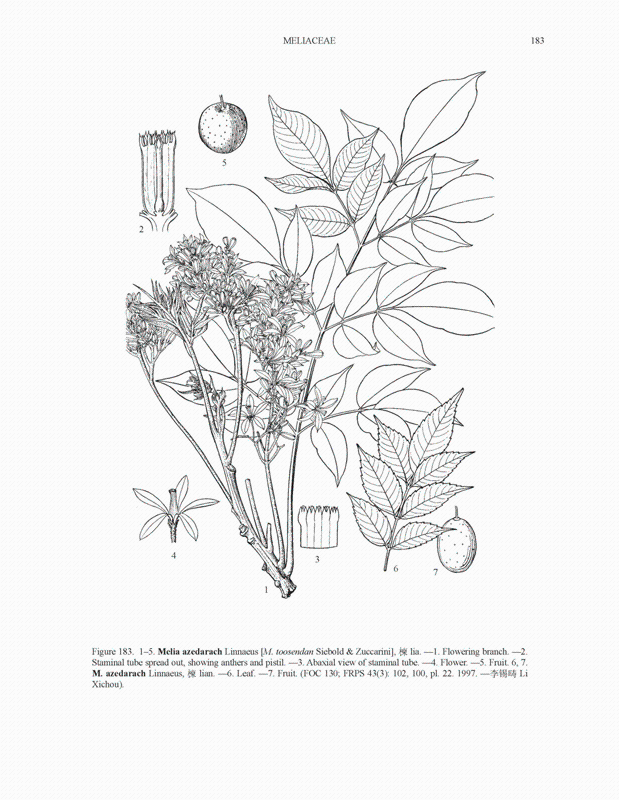 MELIACEAE 183
5
2
4
3
6
7
1
Figure 183. 1–5. Melia azedarach Linnaeus [M. toosendan Siebold & Zuccarini], 楝 lia. —1. Flowering branch. —2.
Staminal tube spread out, showing anthers and pistil. —3. Abaxial view of staminal tube. —4. Flower. —5. Fruit. 6, 7.
M. azedarach Linnaeus, 楝 lian. —6. Leaf. —7. Fruit. (FOC 130; FRPS 43(3): 102, 100, pl. 22. 1997. —李锡畴 Li
Xichou).